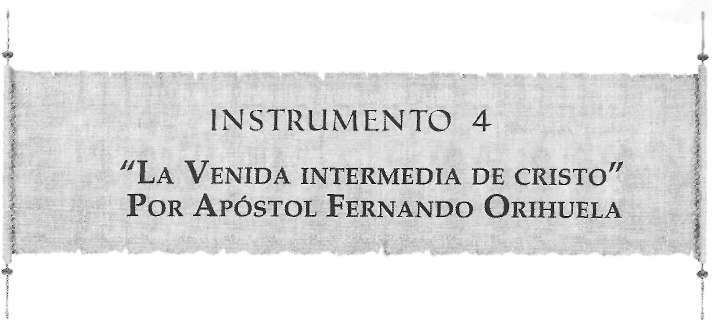 INSTRUMENTO 4
"LA VENIDA INTERMEDIA DE CRISTO"
POR APÓSTOL FERNANDO ORIHUELA